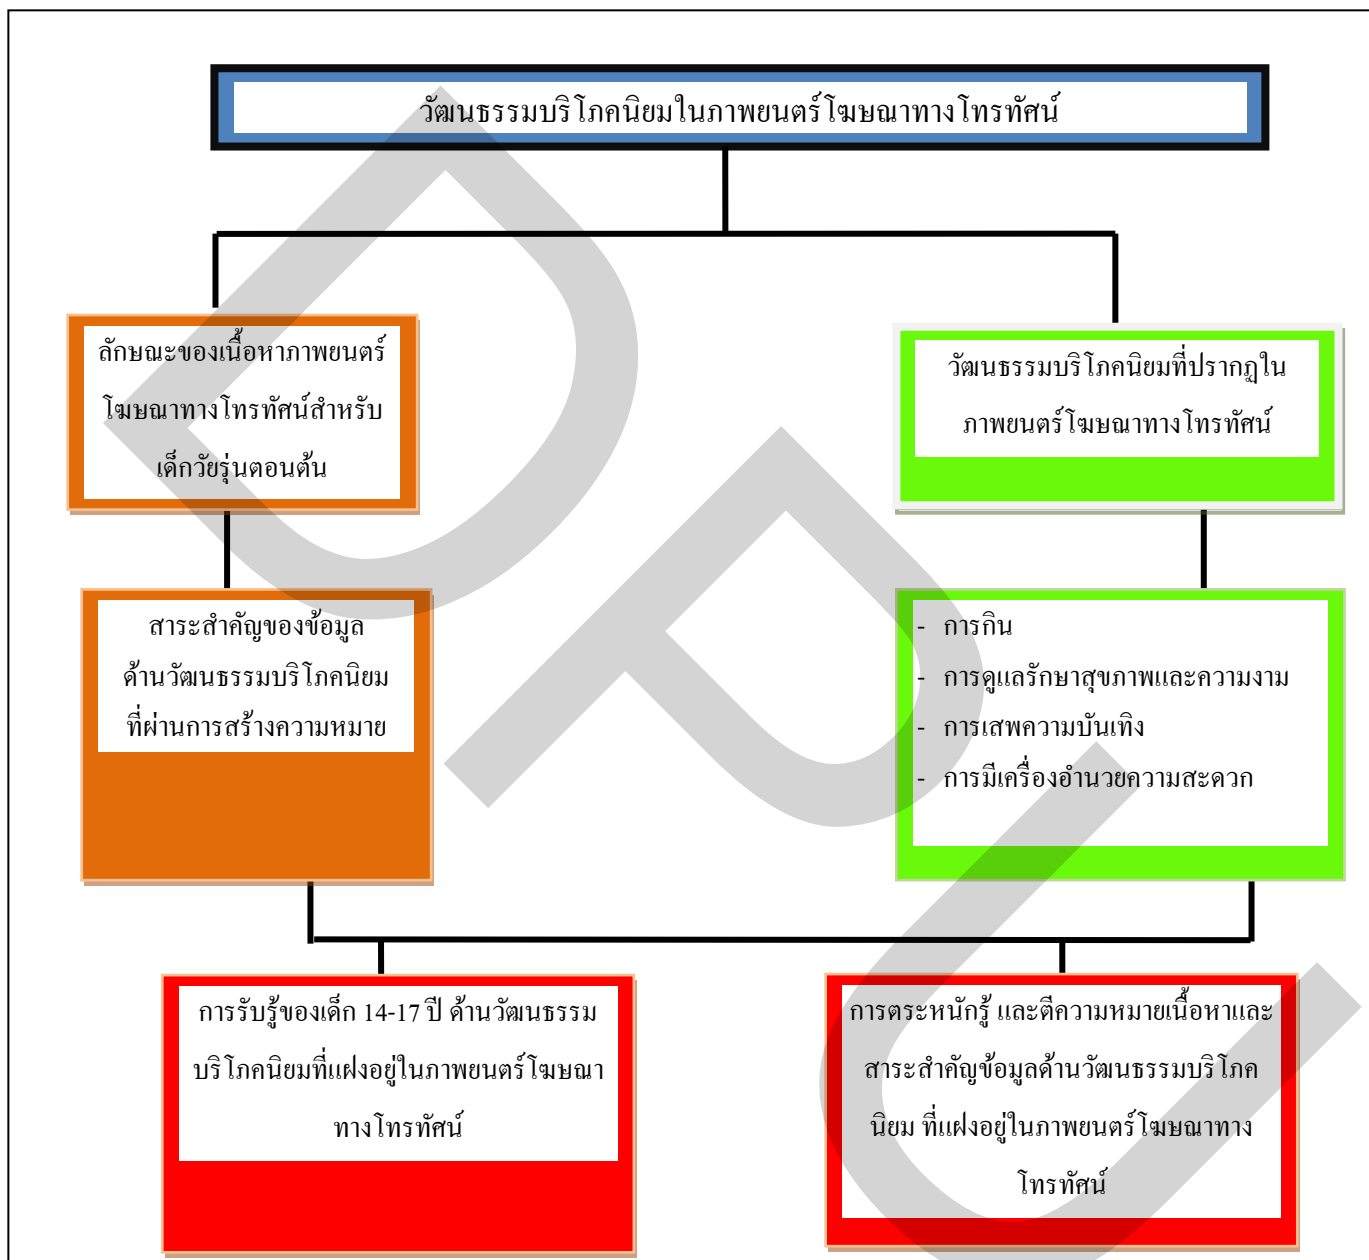 วัฒนธรรมบริโภคนิยมในภาพยนตร์โฆษณาทางโทรทัศน์
ลักษณะของเนื้อหาภาพยนตร์
โฆษณาทางโทรทัศน์สำหรับ
เด็กวัยรุ่นตอนต้น
วัฒนธรรมบริโภคนิยมที่ปรากฏใน
ภาพยนตร์โฆษณาทางโทรทัศน์
สาระสำคัญของข้อมูล
ด้านวัฒนธรรมบริโภคนิยม
ที่ผ่านการสร้างความหมาย
- การกิน
- การดูแลรักษาสุขภาพและความงาม
- การเสพความบันเทิง
- การมีเครื่องอำนวยความสะดวก
การรับรู้ของเด็ก 14-17 ปี ด้านวัฒนธรรม
บริโภคนิยมที่แฝงอยู่ในภาพยนตร์โฆษณา
ทางโทรทัศน์
การตระหนักรู้ และตีความหมายเนื้อหาและ
สาระสำคัญข้อมูลด้านวัฒนธรรมบริโภค
นิยม ที่แฝงอยู่ในภาพยนตร์โฆษณาทาง
โทรทัศน์
DPU